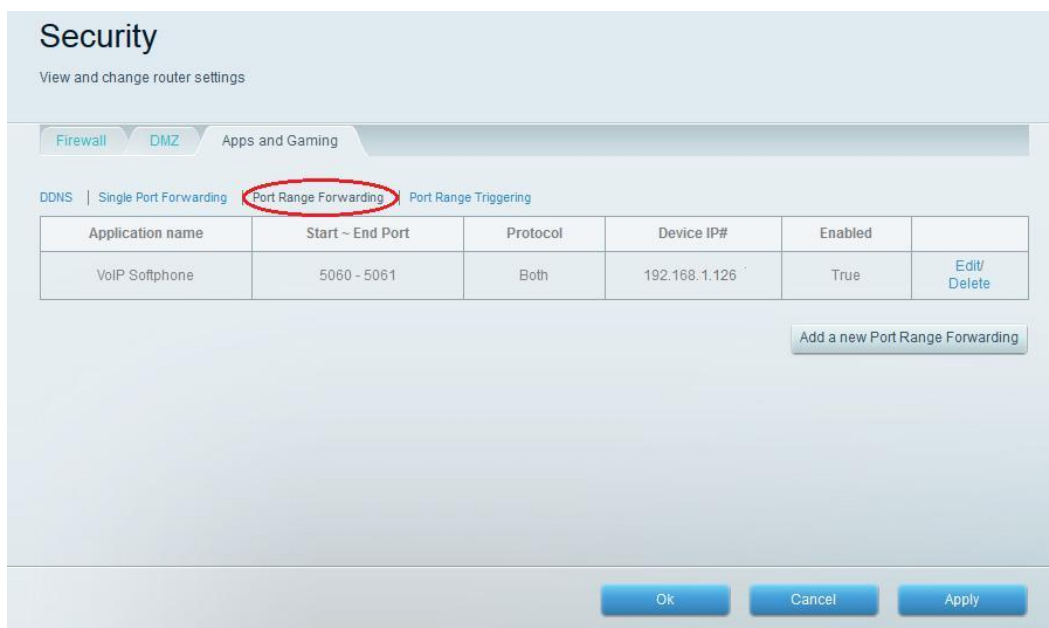 Security
View and change router settings
Firewall DMZ Apps and Gaming
DDNS | Single Port Forwarding | Port Range Forwarding | Port Range Triggering
Application name Start ~ End Port Protocol Device IP# Enabled
VoIP Softphone 5060 - 5061 Both 192.168.1.126 True Edit/
Delete
Add a new Port Range Forwarding
Ok Cancel Apply